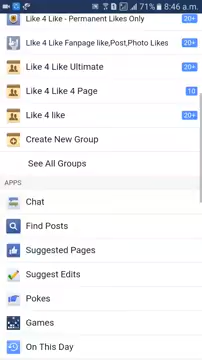 71% 8:46 a.m.
Like 4 Like - Permanent Likes Only 20+
Like 4 Like Fanpage like,Post,Photo Likes 20+
Like 4 Like Ultimate 20+
Like 4 Like 4 Page 10
Like 4 like 20+
Create New Group
See All Groups
APPS
Chat
Find Posts
Suggested Pages
Suggest Edits
Pokes
Games
On This Day